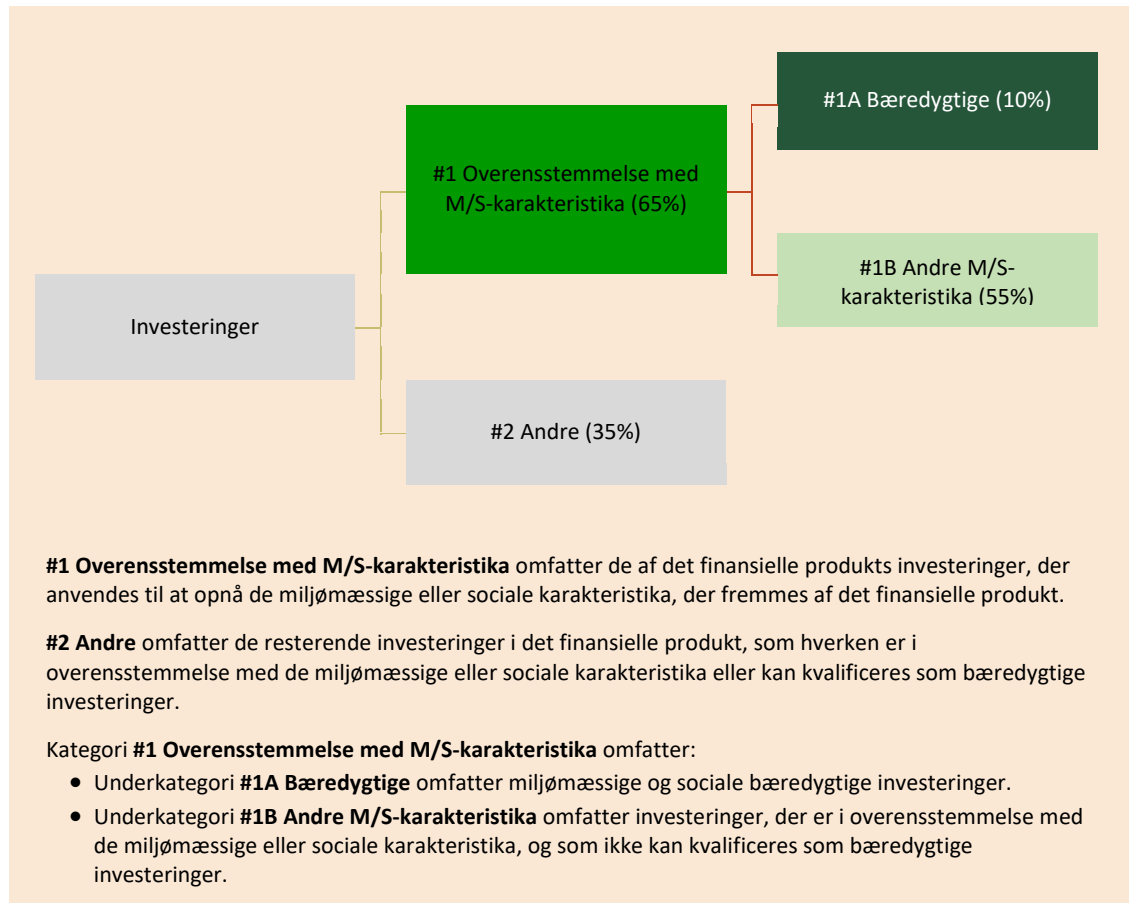 #1A Bæredygtige (10%)
#1 Overensstemmelse med
M/S-karakteristika (65%)
#1B Andre M/S-
karakteristika (55%)
Investeringer
#2 Andre (35%)
#1 Overensstemmelse med M/S-karakteristika omfatter de af det finansielle produkts investeringer, der
anvendes til at opnå de miljømæssige eller sociale karakteristika, der fremmes af det finansielle produkt.
#2 Andre omfatter de resterende investeringer i det finansielle produkt, som hverken er i
overensstemmelse med de miljømæssige eller sociale karakteristika eller kan kvalificeres som bæredygtige
investeringer.
Kategori #1 Overensstemmelse med M/S-karakteristika omfatter:
• Underkategori #1A Bæredygtige omfatter miljømæssige og sociale bæredygtige investeringer.
• Underkategori #1B Andre M/S-karakteristika omfatter investeringer, der er i overensstemmelse med
de miljømæssige eller sociale karakteristika, og som ikke kan kvalificeres som bæredygtige
investeringer.